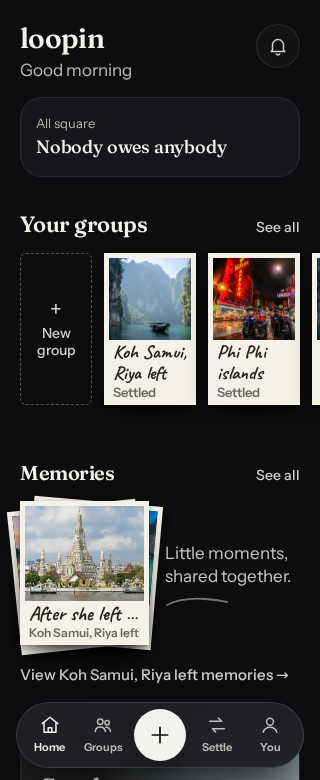 loopin
Good morning
All square
Nobody owes anybody
Your groups
See all
+
New
group
Koh Samui,
Riya left
Settled
Phi Phi
islands
Settled
Memories
See all
After she left ...
Koh Samui, Riya left
Little moments,
shared together.
View Koh Samui, Riya left memories →
Home
Groups
+
Settle
You